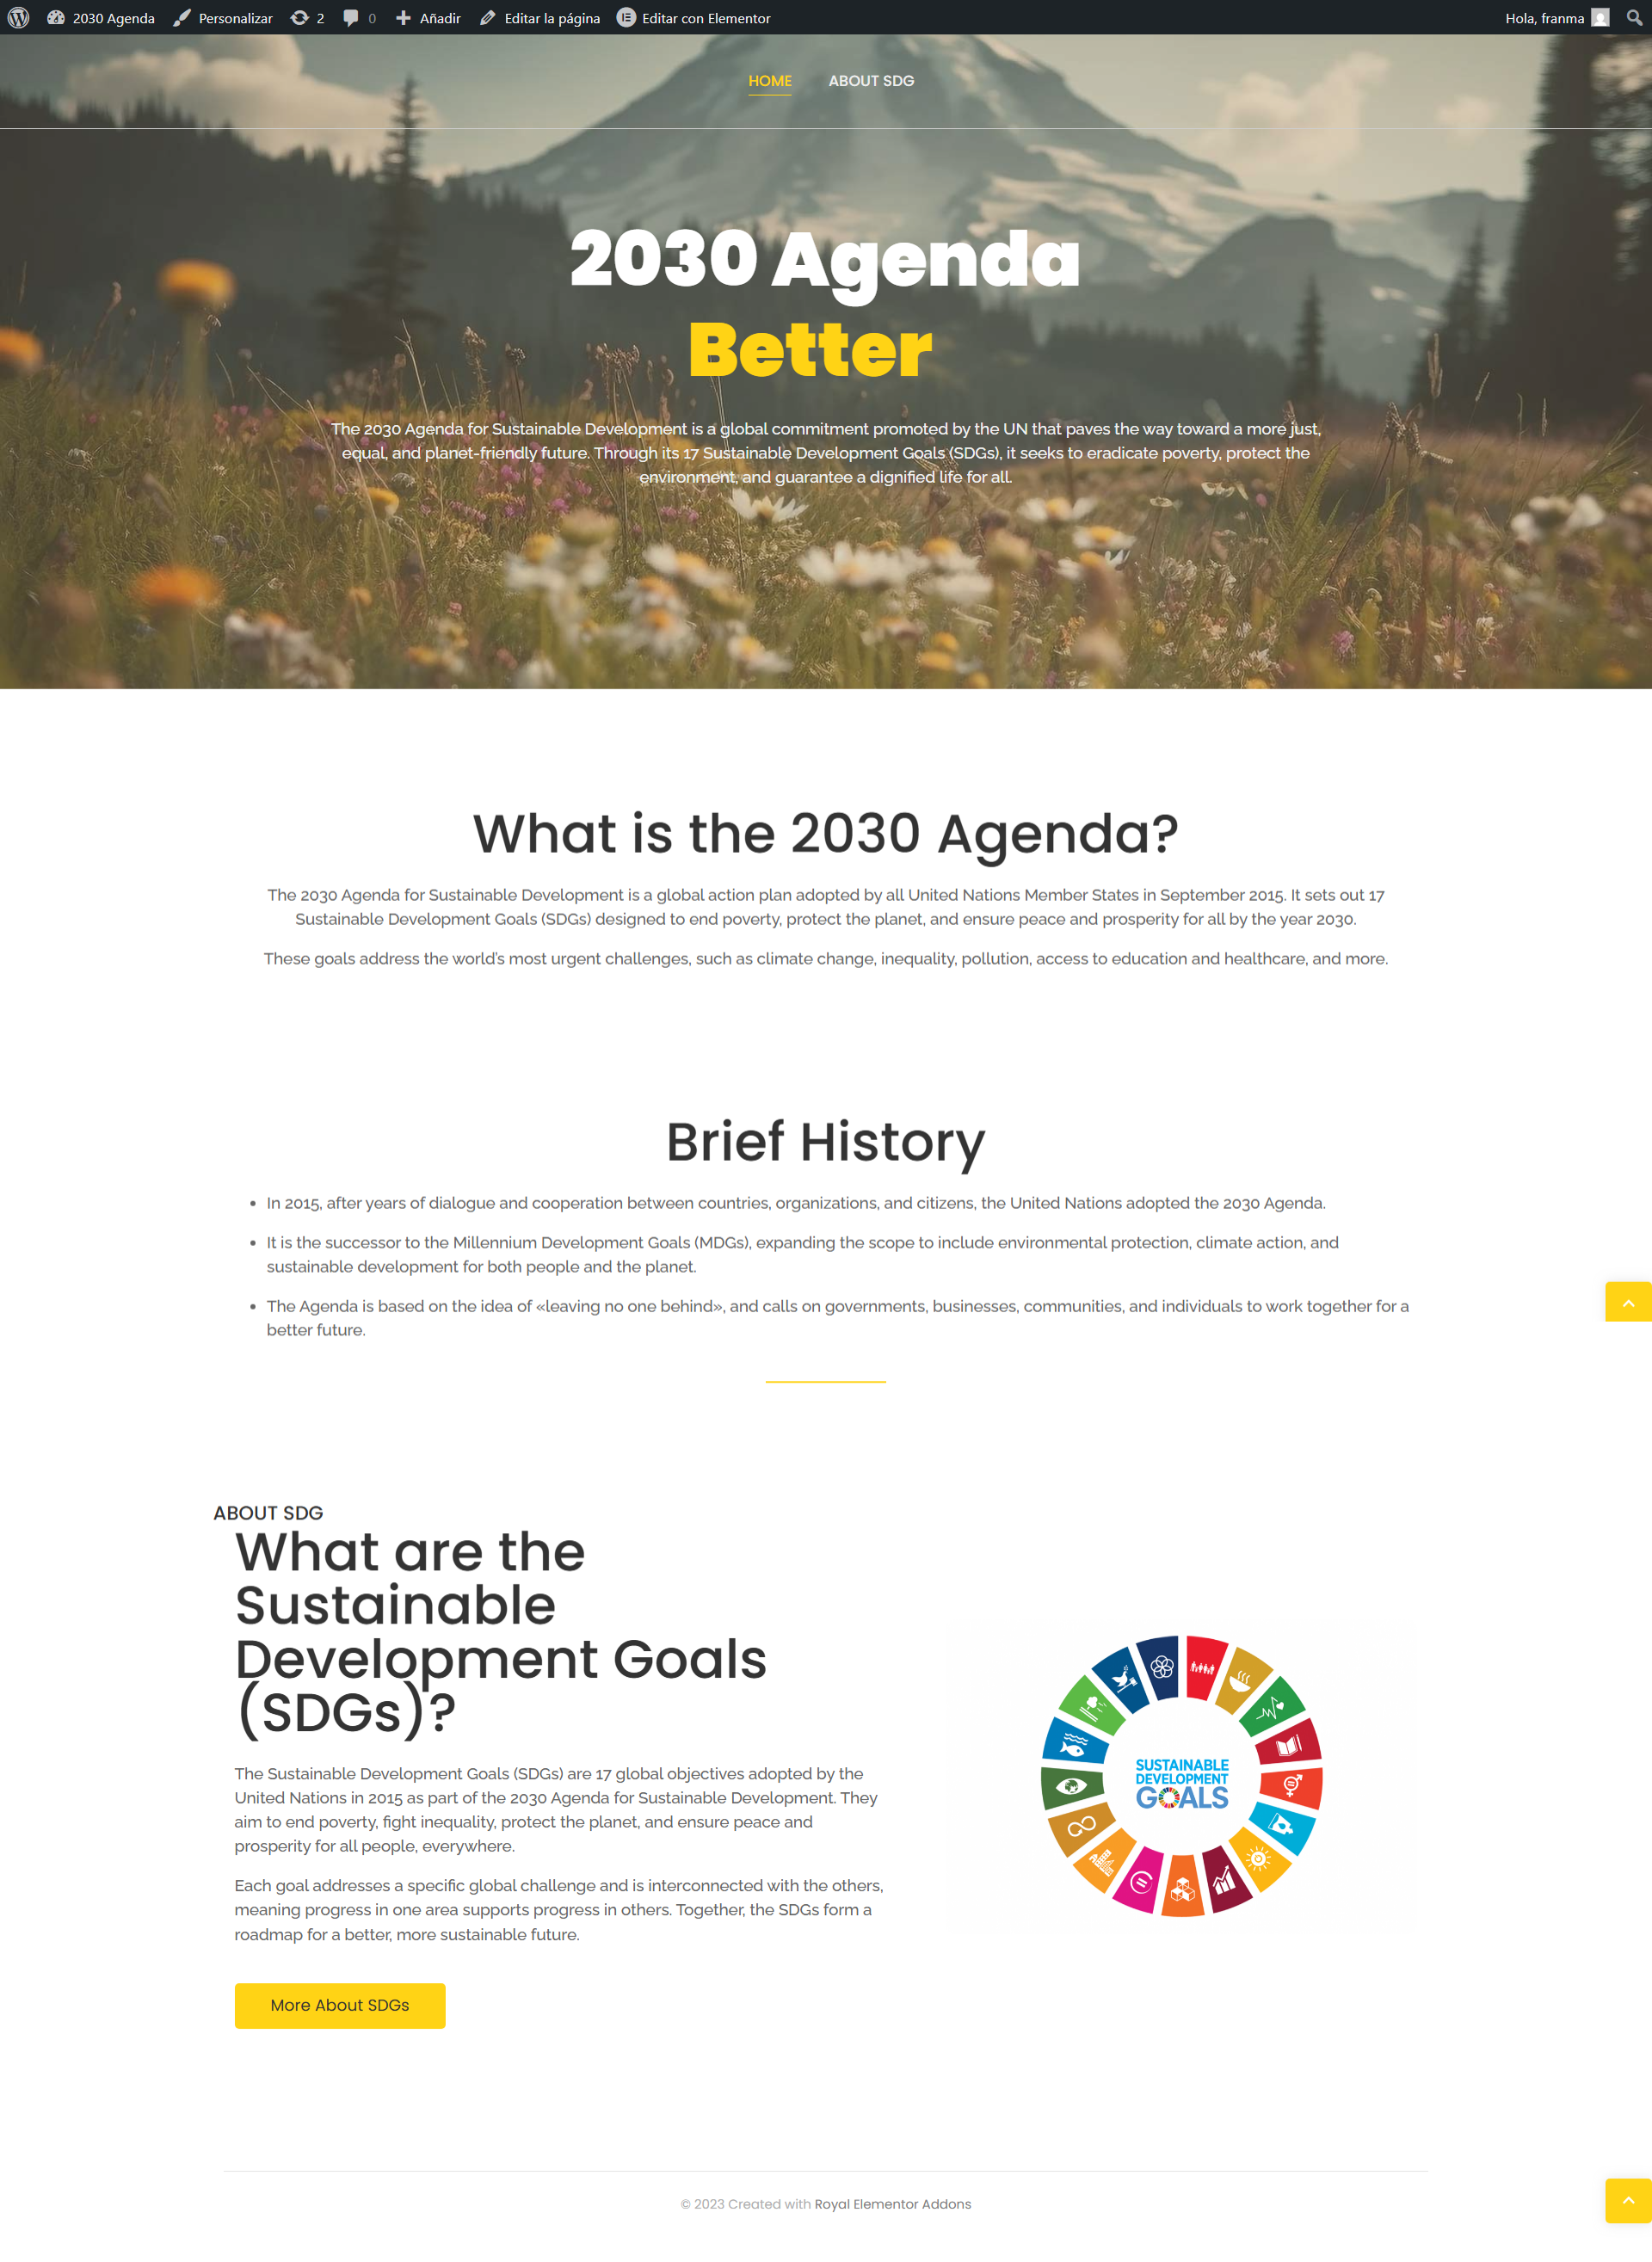 2030 Agenda Personalizar 2 0 Añadir Editar la página Editar con Elementor Hola, franma
HOME ABOUT SDG
2030 Agenda
Better
The 2030 Agenda for Sustainable Development is a global commitment promoted by the UN that paves the way toward a more just,
equal, and planet-friendly future. Through its 17 Sustainable Development Goals (SDGs), it seeks to eradicate poverty, protect the
environment, and guarantee a dignified life for all.
What is the 2030 Agenda?
The 2030 Agenda for Sustainable Development is a global action plan adopted by all United Nations Member States in September 2015. It sets out 17
Sustainable Development Goals (SDGs) designed to end poverty, protect the planet, and ensure peace and prosperity for all by the year 2030.
These goals address the world's most urgent challenges, such as climate change, inequality, pollution, access to education and healthcare, and more.
Brief History
• In 2015, after years of dialogue and cooperation between countries, organizations, and citizens, the United Nations adopted the 2030 Agenda.
• It is the successor to the Millennium Development Goals (MDGs), expanding the scope to include environmental protection, climate action, and
sustainable development for both people and the planet.
• The Agenda is based on the idea of «leaving no one behind», and calls on governments, businesses, communities, and individuals to work together for a
better future.
ABOUT SDG
What are the
Sustainable
Development Goals
(SDGs)?
The Sustainable Development Goals (SDGs) are 17 global objectives adopted by the
United Nations in 2015 as part of the 2030 Agenda for Sustainable Development. They
aim to end poverty, fight inequality, protect the planet, and ensure peace and
prosperity for all people, everywhere.
Each goal addresses a specific global challenge and is interconnected with the others,
meaning progress in one area supports progress in others. Together, the SDGs form a
roadmap for a better, more sustainable future.
More About SDGs
SUSTAINABLE
DEVELOPMENT
GOALS
© 2023 Created with Royal Elementor Addons